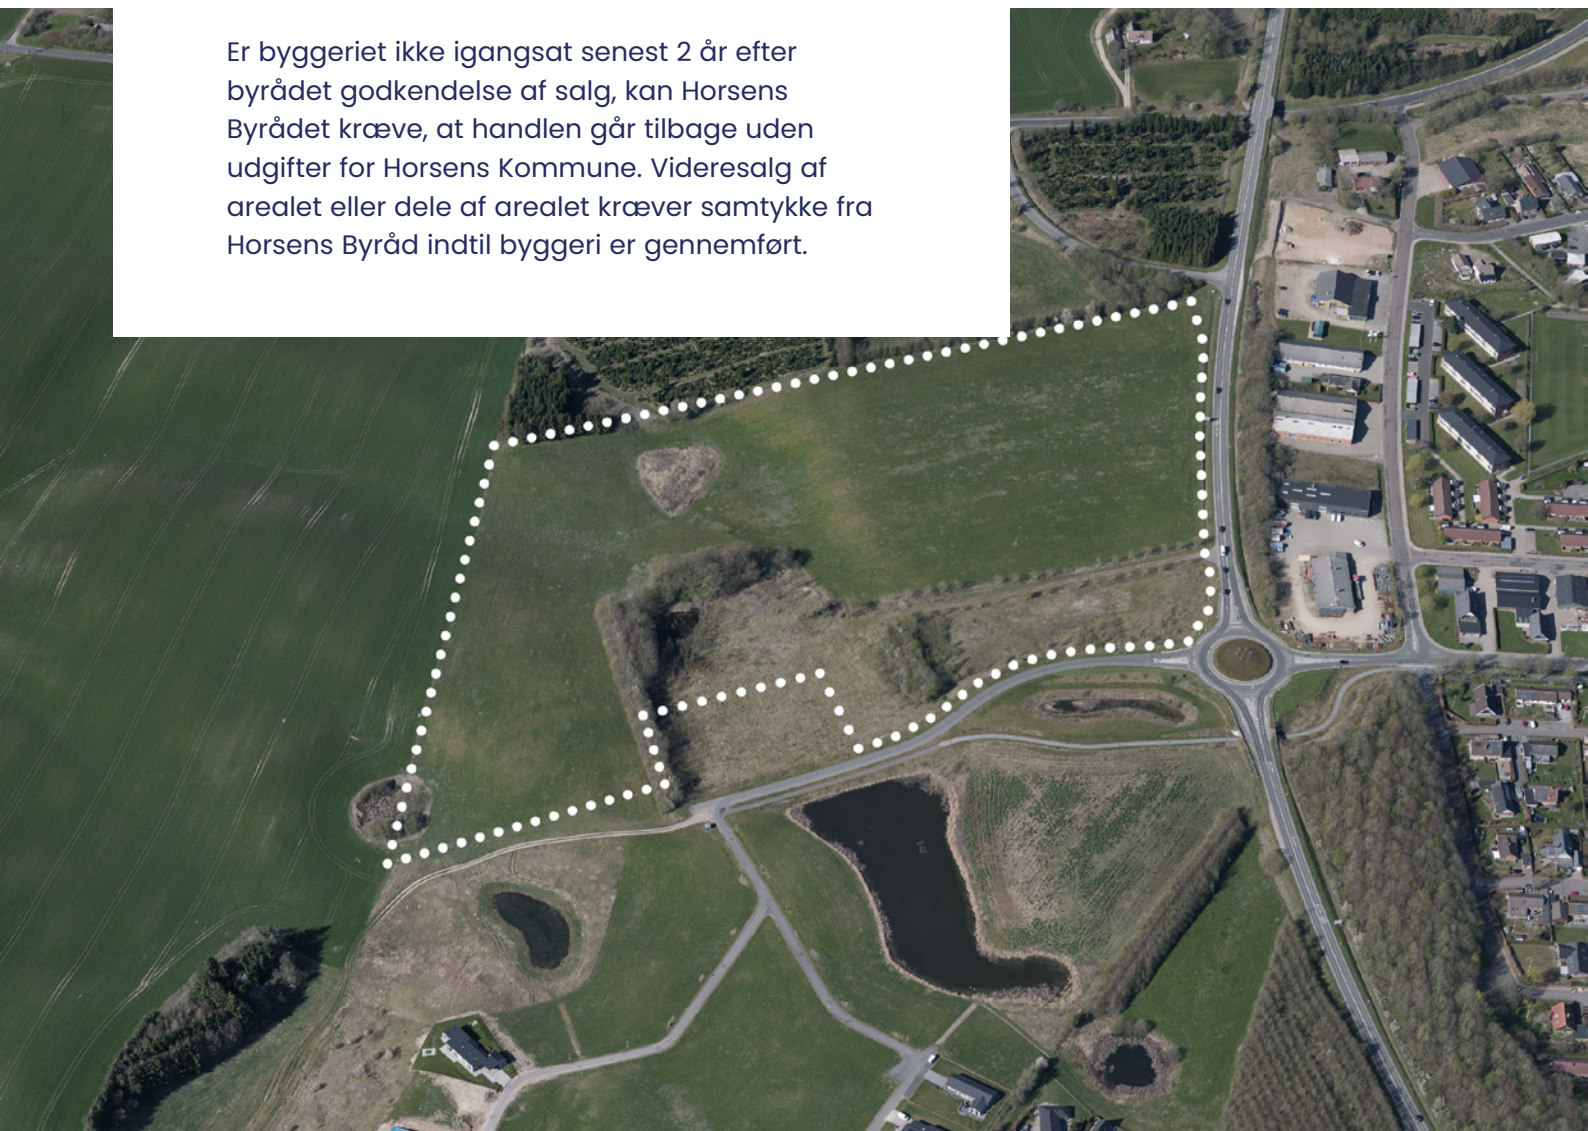 Er byggeriet ikke igangsat senest 2 år efter
byrådet godkendelse af salg, kan Horsens
Byrådet kræve, at handlen går tilbage uden
udgifter for Horsens Kommune. Videresalg af
arealet eller dele af arealet kræver samtykke fra
Horsens Byråd indtil byggeri er gennemført.